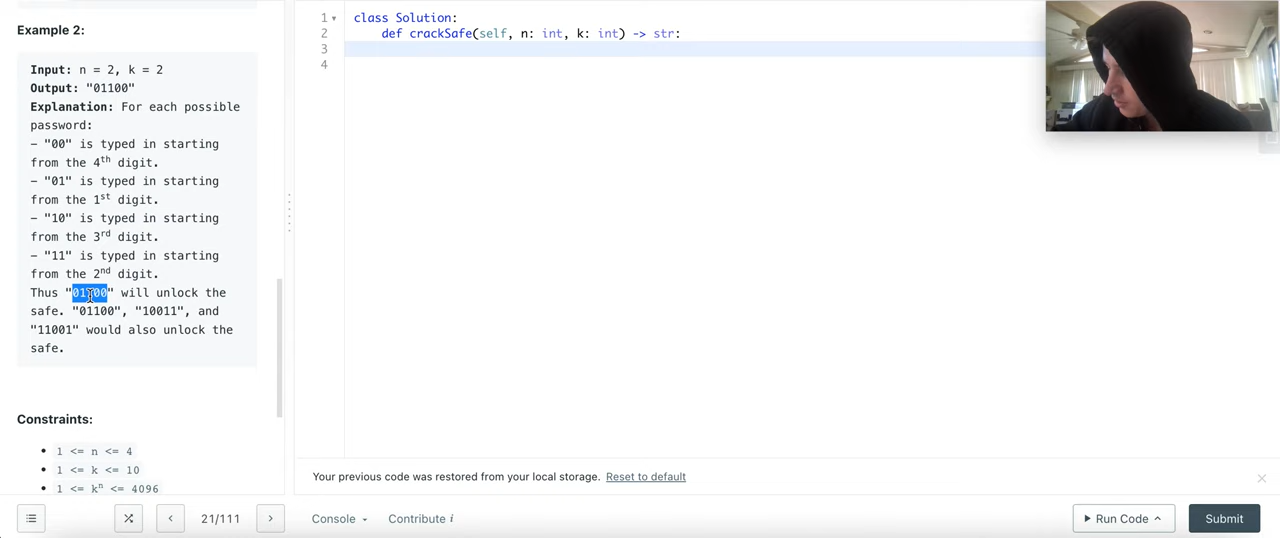 Example 2:
Input: n = 2, k = 2
Output: "01100"
Explanation: For each possible
password:
- "00" is typed in starting
from the 4th digit.
- "01" is typed in starting
from the 1st digit.
- "10" is typed in starting
from the 3rd digit.
- "11" is typed in starting
from the 2nd digit.
Thus "01100" will unlock the
safe. "01100", "10011", and
"11001" would also unlock the
safe.
Constraints:
• 1 <= n <= 4
• 1 <= k <= 10
• 1 <= kn <= 4096
1 class Solution:
2 def crackSafe(self, n: int, k: int) -> str:
3
4
Your previous code was restored from your local storage. Reset to default
21/111
Console
Contribute i
Run Code
Submit